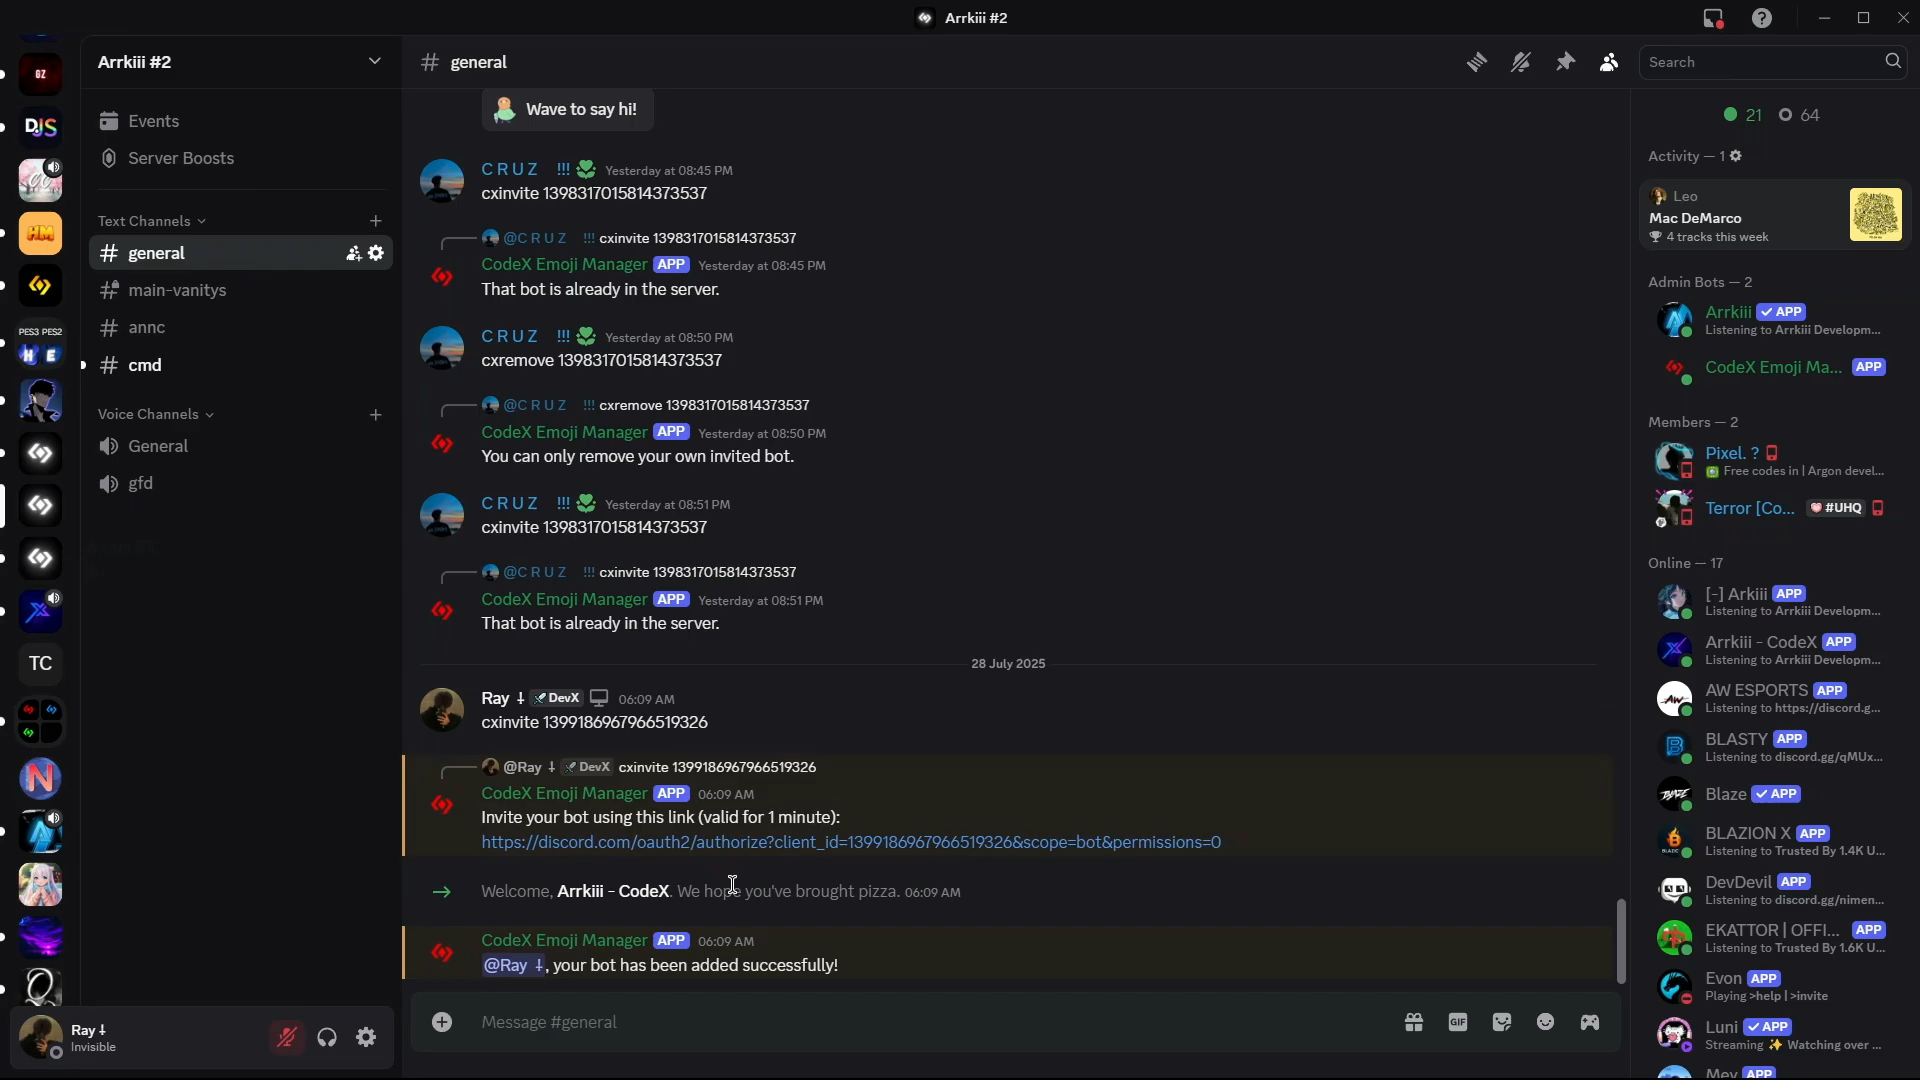 Arrkiii #2
Arrkiii #2
Events
Server Boosts
Text Channels
general
main-vanitys
annc
cmd
Voice Channels
General
gfd
GZ
DJS
HM
PES3 PES2
H E
TC
N
Ray ⸸
Invisible
# general
Search
Wave to say hi!
C R U Z !!! Yesterday at 08:45 PM
cxinvite 1398317015814373537
@C R U Z !!! cxinvite 1398317015814373537
CodeX Emoji Manager APP Yesterday at 08:45 PM
That bot is already in the server.
C R U Z !!! Yesterday at 08:50 PM
cxremove 1398317015814373537
@C R U Z !!! cxremove 1398317015814373537
CodeX Emoji Manager APP Yesterday at 08:50 PM
You can only remove your own invited bot.
C R U Z !!! Yesterday at 08:51 PM
cxinvite 1398317015814373537
@C R U Z !!! cxinvite 1398317015814373537
CodeX Emoji Manager APP Yesterday at 08:51 PM
That bot is already in the server.
28 July 2025
Ray ⸸ DevX 06:09 AM
cxinvite 1399186967966519326
@Ray ⸸ DevX cxinvite 1399186967966519326
CodeX Emoji Manager APP 06:09 AM
Invite your bot using this link (valid for 1 minute):
https://discord.com/oauth2/authorize?client_id=1399186967966519326&scope=bot&permissions=0
Welcome, Arrkiii - CodeX. We hope you've brought pizza. 06:09 AM
CodeX Emoji Manager APP 06:09 AM
@Ray ⸸, your bot has been added successfully!
Message #general
GIF
21 64
Activity — 1
Leo
Mac DeMarco
4 tracks this week
Admin Bots — 2
Arrkiii APP
Listening to Arrkiii Developm...
CodeX Emoji Ma... APP
Members — 2
Pixel. ?
Free codes in | Argon devel...
Terror [Co... #UHQ
Online — 17
[-] Arkiii APP
Listening to Arrkiii Developm...
Arrkiii - CodeX APP
Listening to Arrkiii Developm...
AW ESPORTS APP
Listening to https://discord.g...
BLASTY APP
Listening to discord.gg/qMUx...
Blaze APP
BLAZION X APP
Listening to Trusted By 1.4K U...
DevDevil APP
Listening to discord.gg/nimen...
EKATTOR | OFFI... APP
Listening to Trusted By 1.6K U...
Evon APP
Playing >help | >invite
Luni APP
Streaming ✨ Watching over ...
Mey APP